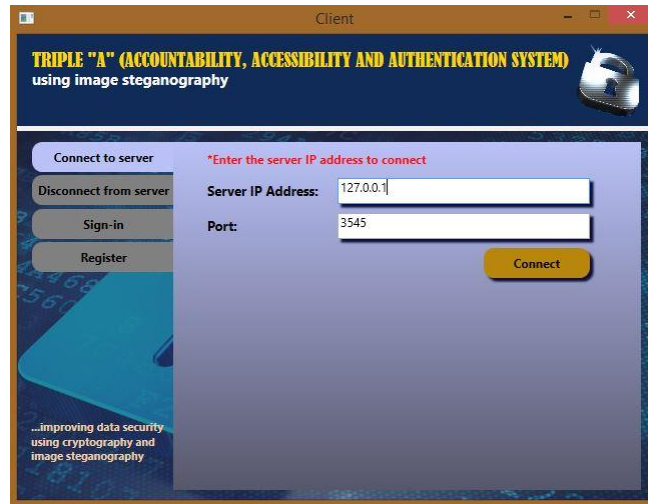 Client
TRIPLE "A" (ACCOUNTABILITY, ACCESSIBILITY AND AUTHENTICATION SYSTEM)
using image steganography
Connect to server
Disconnect from server
Sign-in
Register
*Enter the server IP address to connect
Server IP Address:
127.0.0.1
Port:
3545
Connect
...improving data security
using cryptography and
image steganography